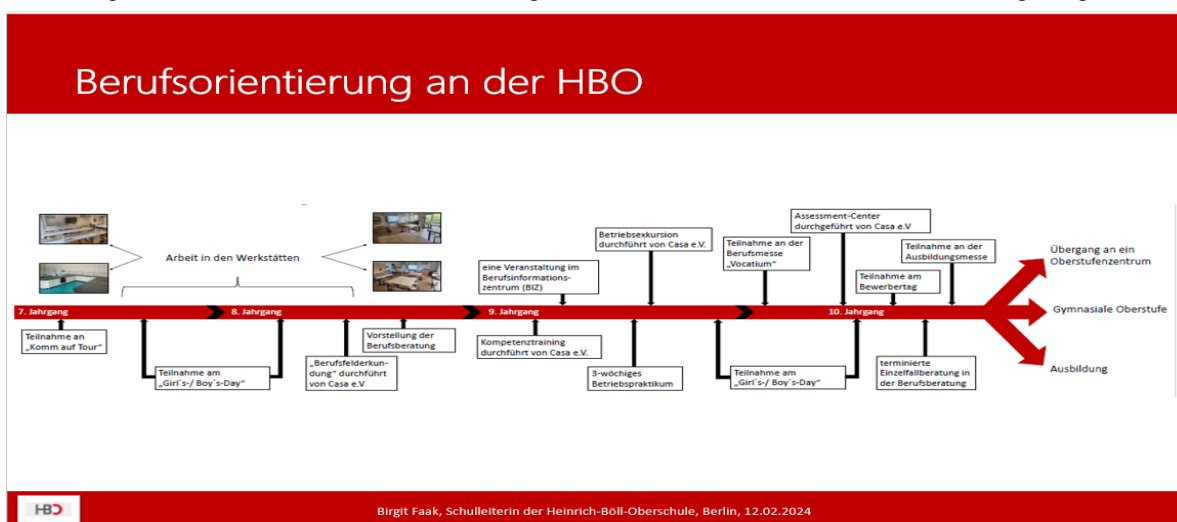 Berufsorientierung an der HBO
Arbeit in den Werkstätten
eine Veranstaltung im
Berufsinformations-
zentrum (BIZ)
Betriebsexkursion
durchführt von Casa e.V.
Teilnahme an der
Berufsmesse
„Vocatium“
Assessment-Center
durchgeführt von Casa e.V
Teilnahme am
Bewerbertag
Teilnahme an der
Ausbildungsmesse
7. Jahrgang
8. Jahrgang
9. Jahrgang
10. Jahrgang
Teilnahme an
„Komm auf Tour“
Teilnahme am
„Girl`s-/ Boy`s-Day“
„Berufsfelderkun-
dung“ durchführt
von Casa e.V
Vorstellung der
Berufsberatung
Kompetenztraining
durchführt von Casa e.V.
3-wöchiges
Betriebspraktikum
Teilnahme am
„Girl`s-/ Boy`s-Day“
terminierte
Einzelfallberatung in
der Berufsberatung
Übergang an ein
Oberstufenzentrum
Gymnasiale Oberstufe
Ausbildung
HBO
Birgit Faak, Schulleiterin der Heinrich-Böll-Oberschule, Berlin, 12.02.2024